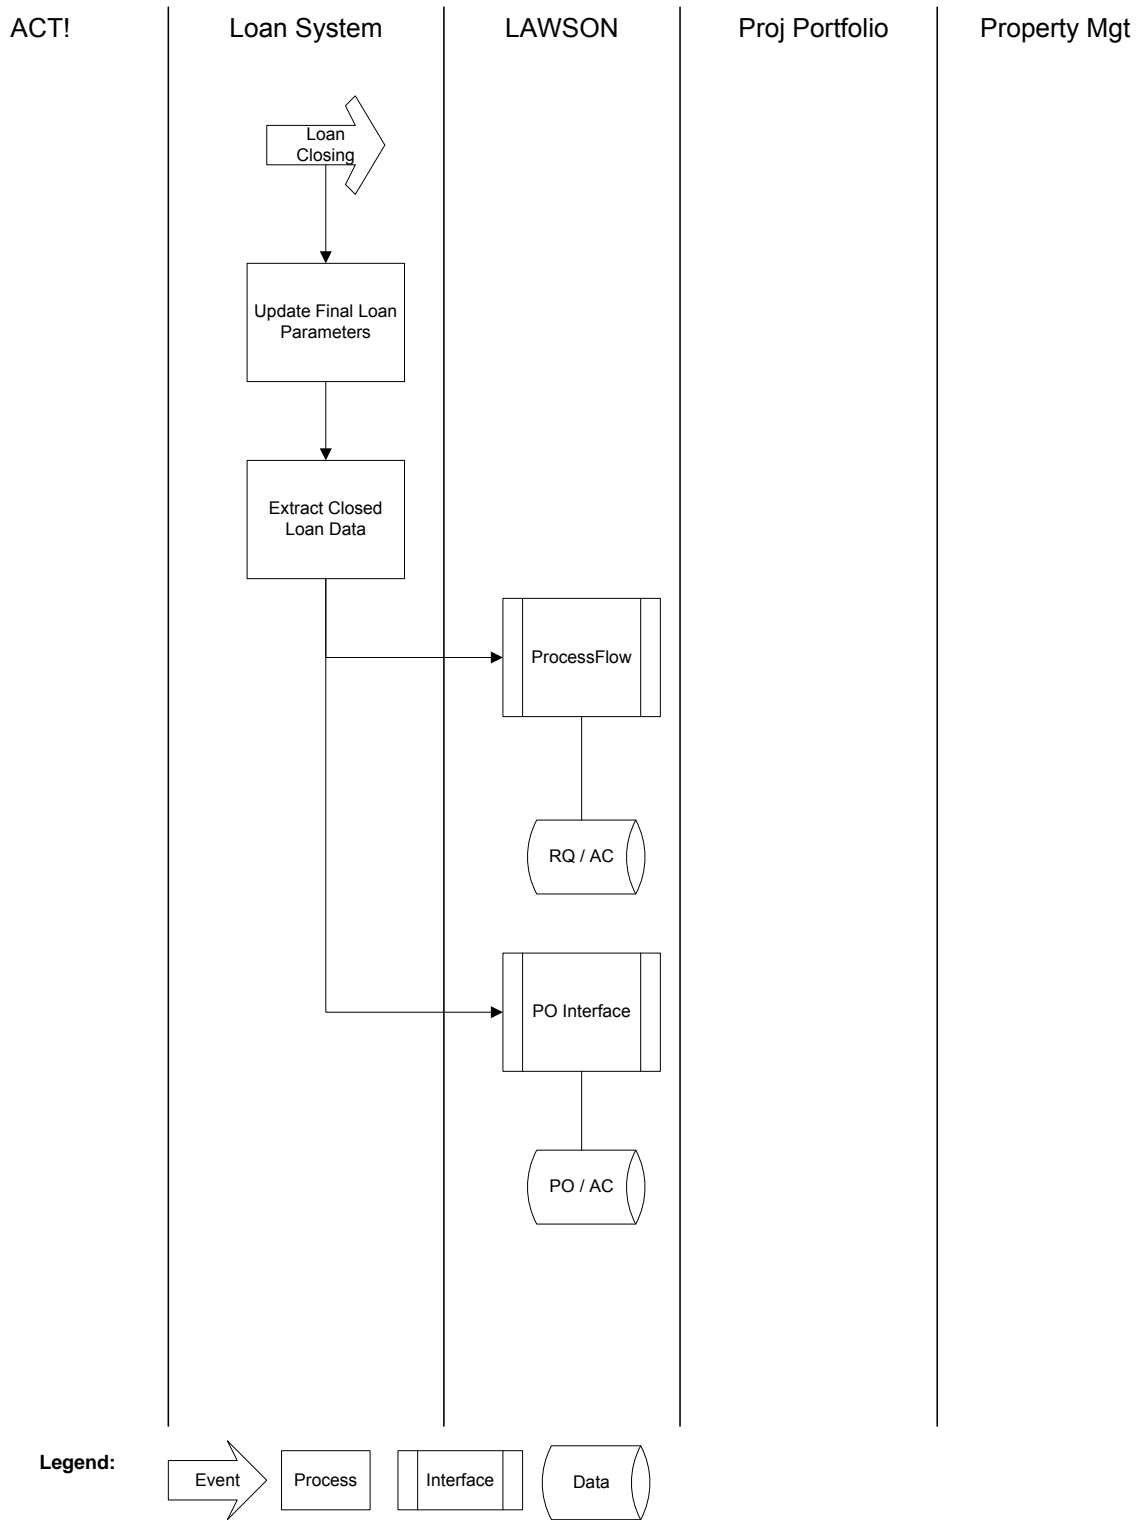 ACT!
Loan System
LAWSON
Proj Portfolio
Property Mgt
Loan
Closing
Update Final Loan
Parameters
Extract Closed
Loan Data
ProcessFlow
RQ / AC
PO Interface
PO / AC
Legend:
Event
Process
Interface
Data